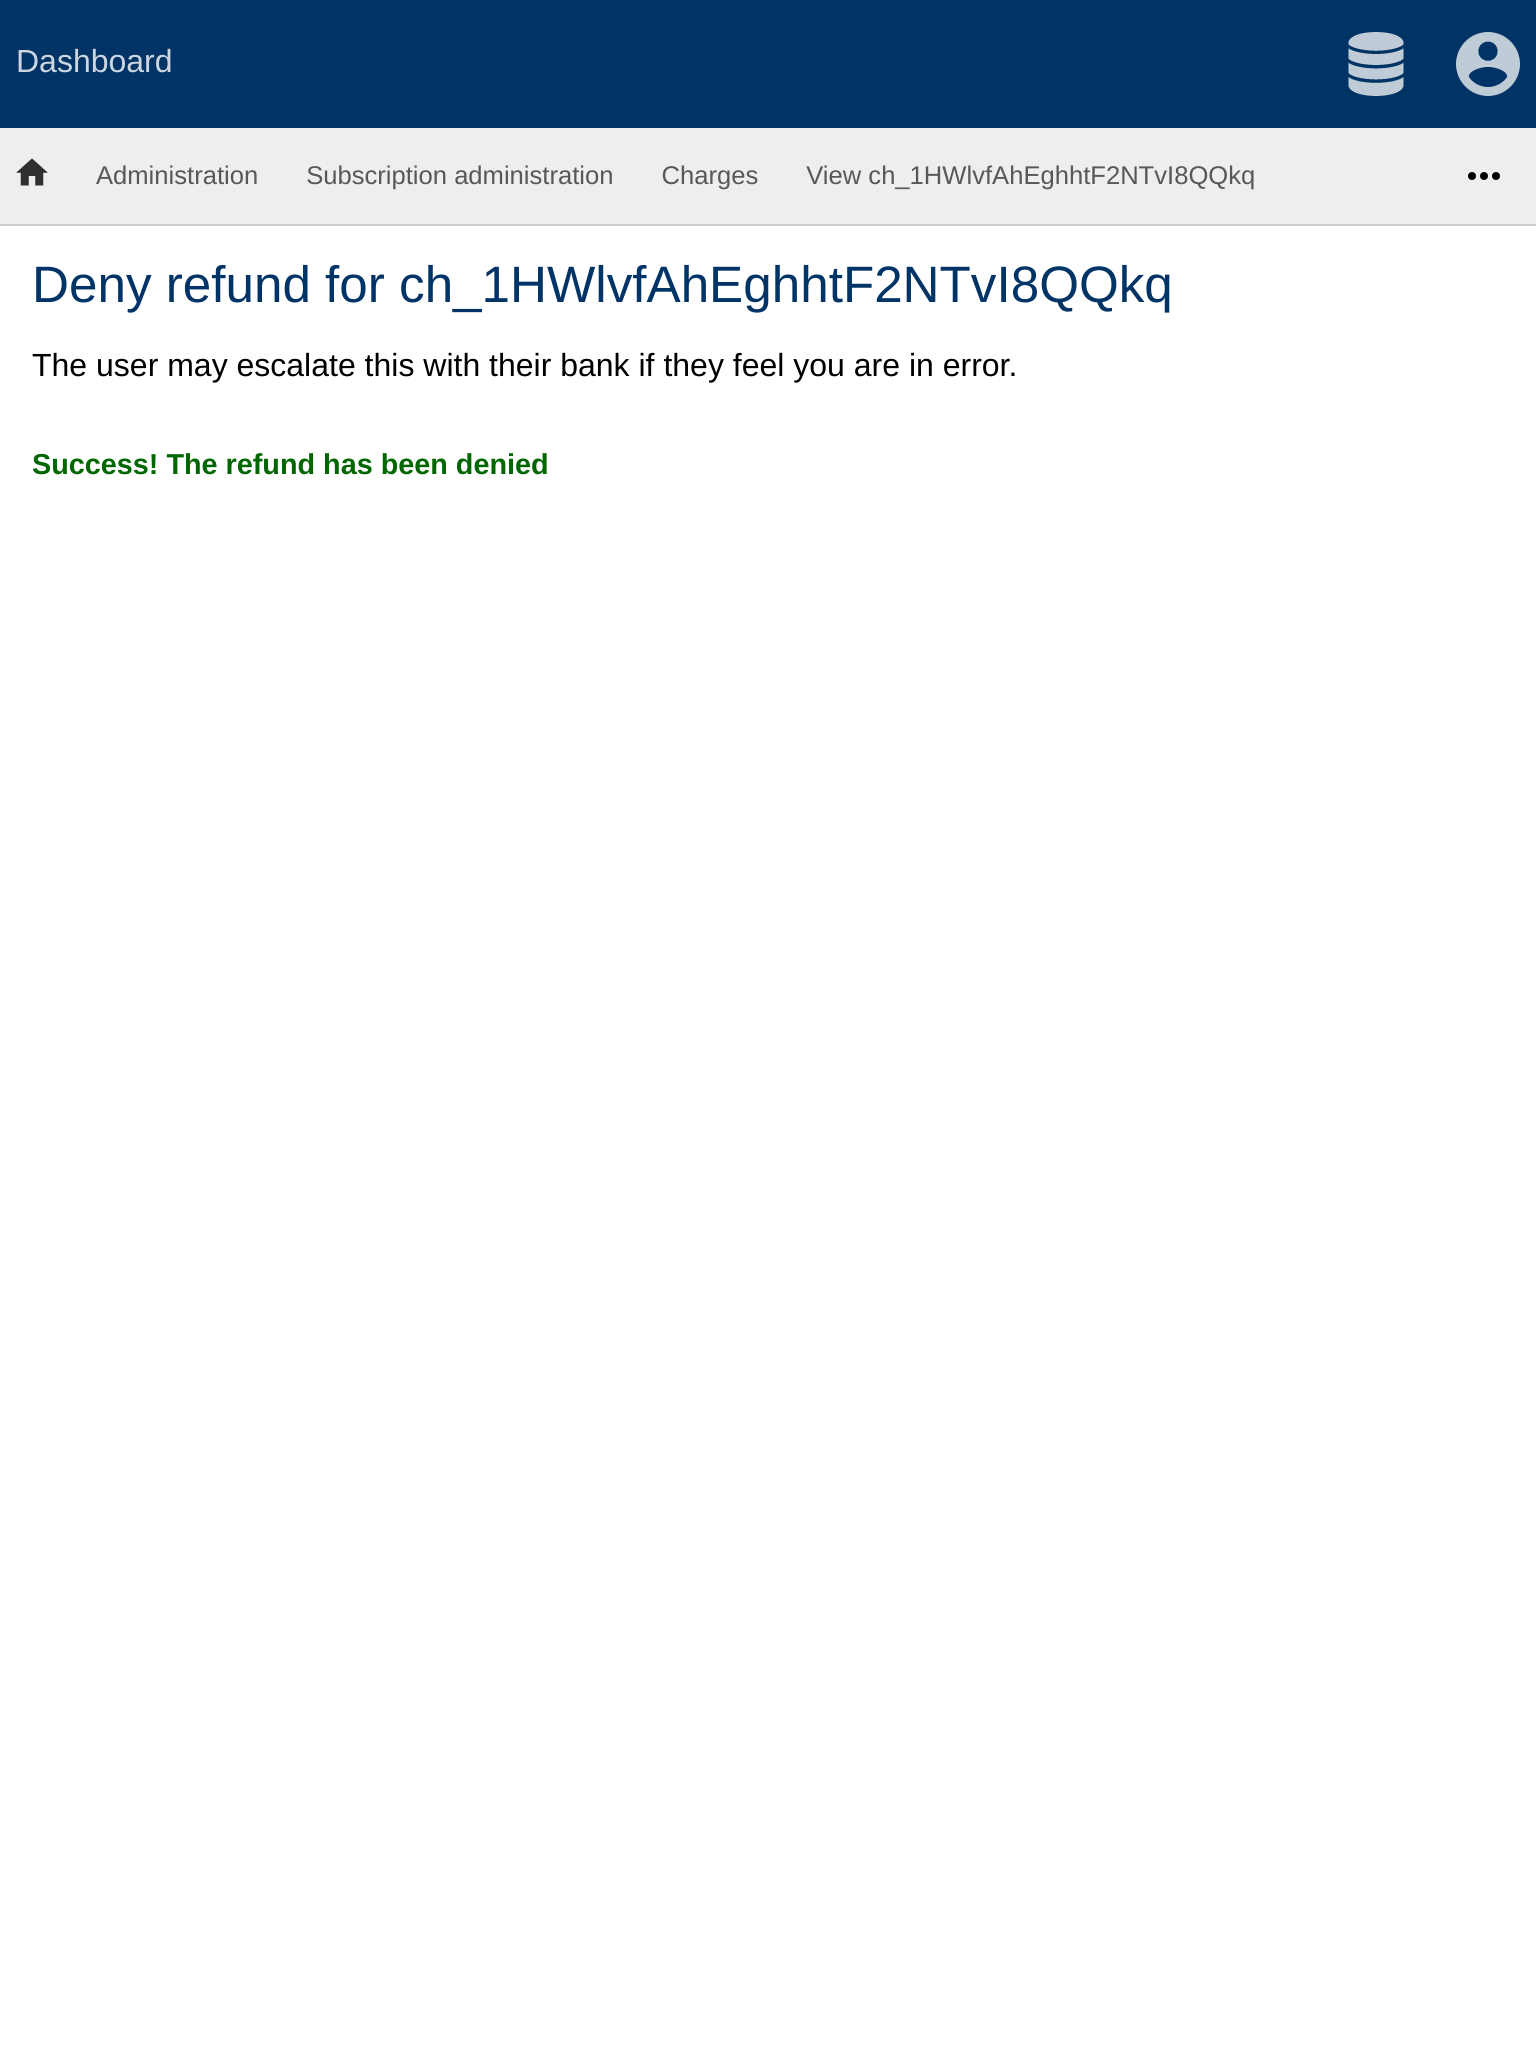 Dashboard
Administration Subscription administration Charges View ch_1HWlvfAhEghhtF2NTvI8QQkq
Deny refund for ch_1HWlvfAhEghhtF2NTvI8QQkq
The user may escalate this with their bank if they feel you are in error.
Success! The refund has been denied